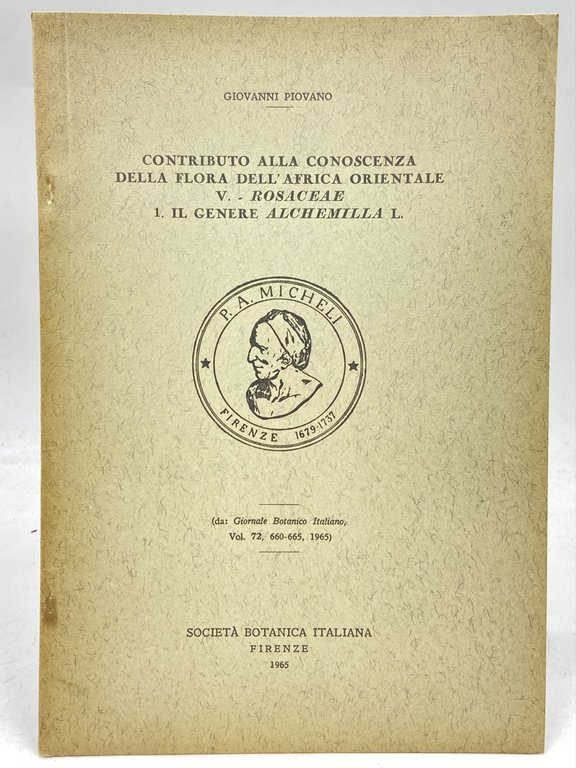 GIOVANNI PIOVANO
CONTRIBUTO ALLA CONOSCENZA
DELLA FLORA DELL'AFRICA ORIENTALE
V. - ROSACEAE
1. IL GENERE ALCHEMILLA L.
P. A. MICHELI
FIRENZE 1679-1737
(da: Giornale Botanico Italiano,
Vol. 72, 660-665, 1965)
SOCIETÀ BOTANICA ITALIANA
FIRENZE
1965